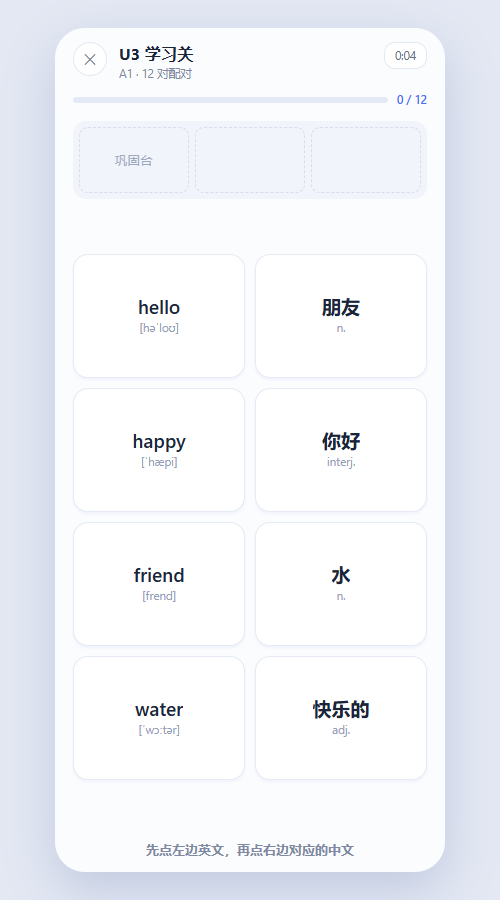 U3 学习关
0:04
A1 · 12 对配对
0 / 12
巩固台
hello
[həˈloʊ]
朋友
n.
happy
[ˈhæpi]
你好
interj.
friend
[frend]
水
n.
water
[ˈwɔːtər]
快乐的
adj.
先点左边英文，再点右边对应的中文